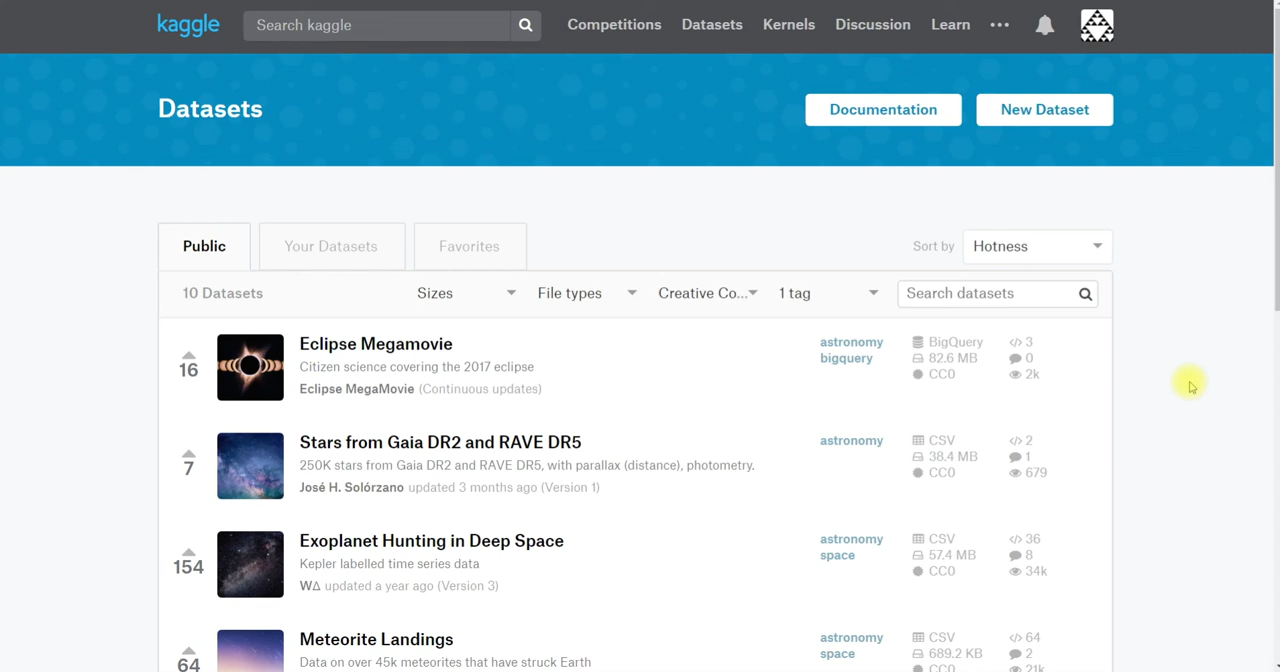 kaggle Search kaggle Competitions Datasets Kernels Discussion Learn
Datasets Documentation New Dataset
Public Your Datasets Favorites Sort by Hotness
10 Datasets Sizes File types Creative Co... 1 tag Search datasets
16
Eclipse Megamovie
Citizen science covering the 2017 eclipse
Eclipse MegaMovie (Continuous updates)
astronomy
bigquery
BigQuery
82.6 MB
CC0
3
0
2k
7
Stars from Gaia DR2 and RAVE DR5
250K stars from Gaia DR2 and RAVE DR5, with parallax (distance), photometry.
José H. Solórzano updated 3 months ago (Version 1)
astronomy
CSV
38.4 MB
CC0
2
1
679
154
Exoplanet Hunting in Deep Space
Kepler labelled time series data
WΔ updated a year ago (Version 3)
astronomy
space
CSV
57.4 MB
CC0
36
8
34k
64
Meteorite Landings
Data on over 45k meteorites that have struck Earth
astronomy
space
CSV
689.2 KB
CC0
64
2
21k